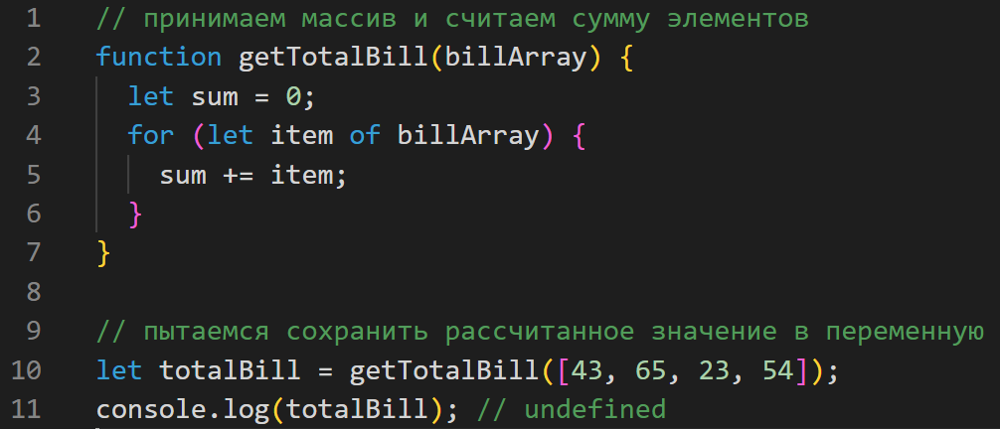 1 // принимаем массив и считаем сумму элементов
2 function getTotalBill(billArray) {
3 let sum = 0;
4 for (let item of billArray) {
5 sum += item;
6 }
7 }
8
9 // пытаемся сохранить рассчитанное значение в переменную
10 let totalBill = getTotalBill([43, 65, 23, 54]);
11 console.log(totalBill); // undefined